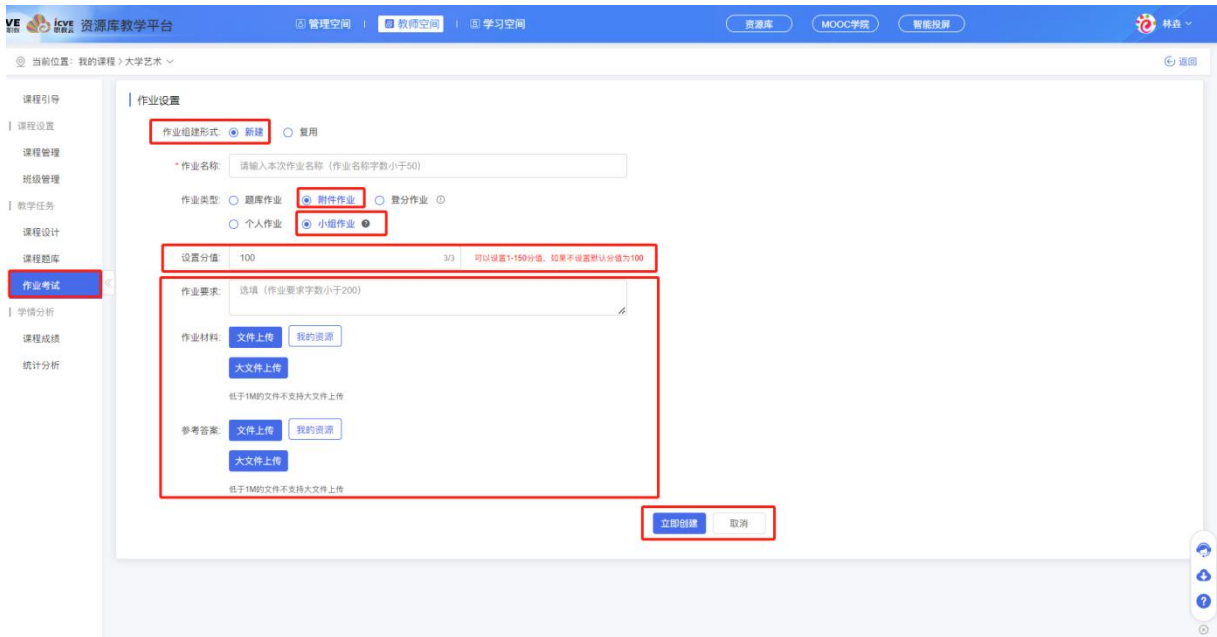 icve 资源库教学平台 管理空间 教师空间 学习空间 资源库 MOOC学院 智能投屏 林垚
当前位置：我的课程 > 大学艺术 返回
课程引导
课程设置
课程管理
班级管理
教学任务
课程设计
课程题库
作业考试
学情分析
课程成绩
统计分析
作业设置
作业组建形式: 新建 复用
* 作业名称: 请输入本次作业名称（作业名称字数小于50）
作业类型: 题库作业 附件作业 登分作业
个人作业 小组作业
设置分值: 100 3/3 可以设置1-150分值，如果不设置默认分值为100
作业要求: 选填（作业要求字数小于200）
作业材料: 文件上传 我的资源
大文件上传
低于1M的文件不支持大文件上传
参考答案: 文件上传 我的资源
大文件上传
低于1M的文件不支持大文件上传
立即创建 取消